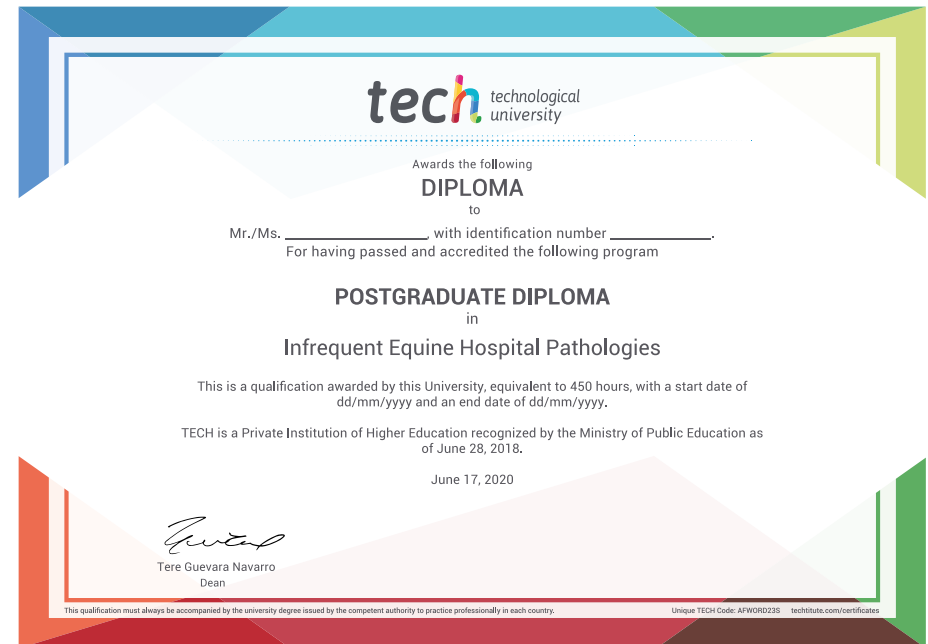 tech technological
university
Awards the following
DIPLOMA
to
Mr./Ms. ____________________, with identification number ______________.
For having passed and accredited the following program
POSTGRADUATE DIPLOMA
in
Infrequent Equine Hospital Pathologies
This is a qualification awarded by this University, equivalent to 450 hours, with a start date of
dd/mm/yyyy and an end date of dd/mm/yyyy.
TECH is a Private Institution of Higher Education recognized by the Ministry of Public Education as
of June 28, 2018.
June 17, 2020
Tere Guevara Navarro
Dean
This qualification must always be accompanied by the university degree issued by the competent authority to practice professionally in each country.
Unique TECH Code: AFWORD23S techtitute.com/certificates